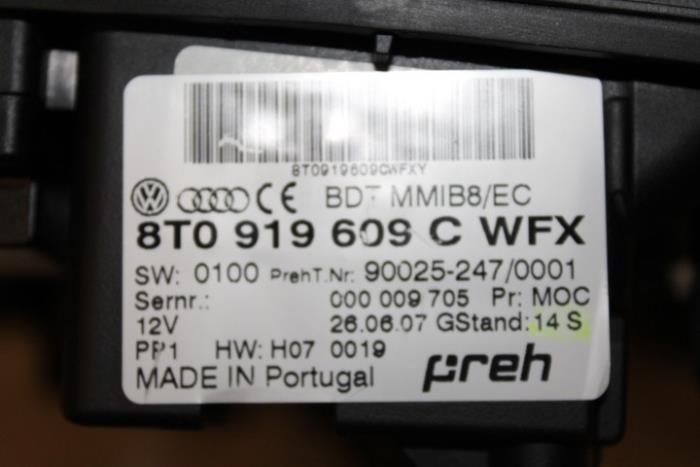 8T0919609CWFXY
BDT MMIB8/EC
8T0 919 609 C WFX
SW: 0100 PrehT.Nr: 90025-247/0001
Sernr.: 000 009 705 Pr: MOC
12V 26.06.07 GStand: 14 S
PP1 HW: H07 0019
MADE IN Portugal preh